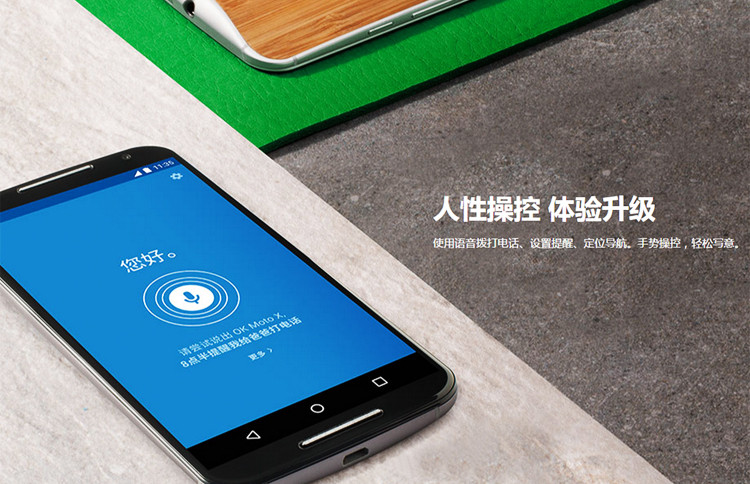 11:35
您好。
请尝试说出 OK Moto X,
8点半提醒我给爸爸打电话
更多 >
人性操控 体验升级
使用语音拨打电话、设置提醒、定位导航。手势操控，轻松写意。